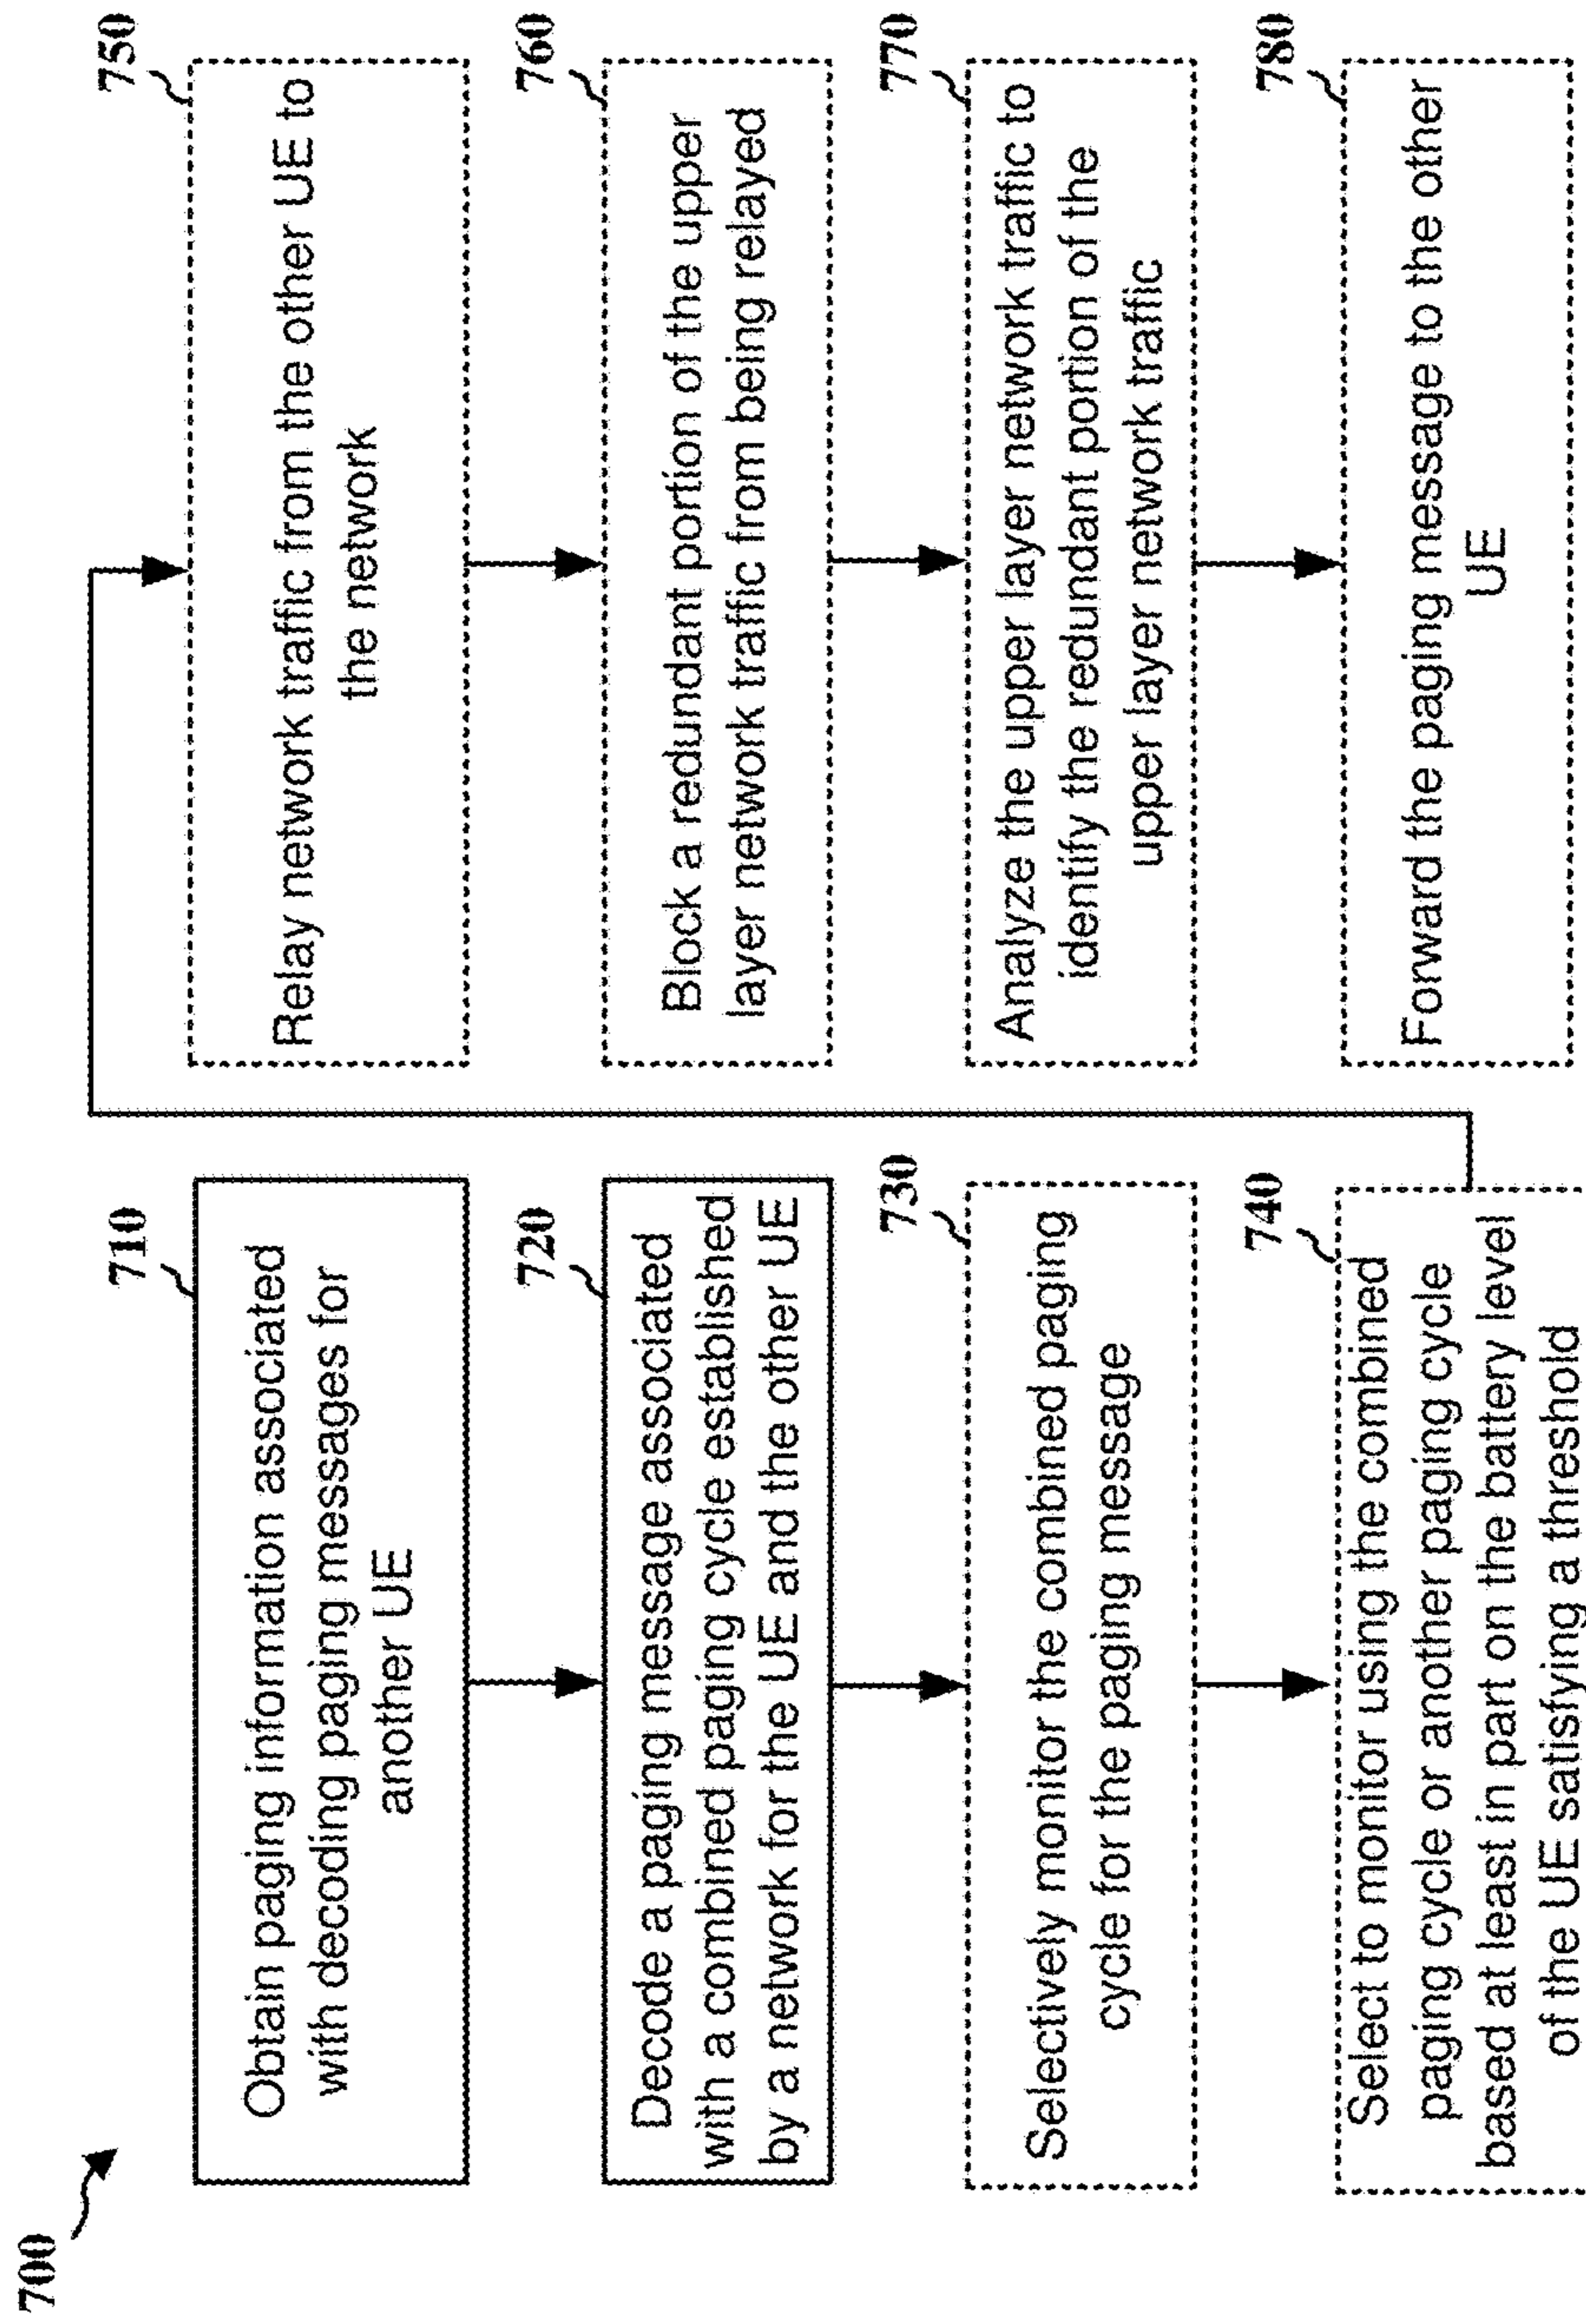 700
710
Obtain paging information associated
with decoding paging messages for
another UE
720
Decode a paging message associated
with a combined paging cycle established
by a network for the UE and the other UE
730
Selectively monitor the combined paging
cycle for the paging message
740
Select to monitor using the combined
paging cycle or another paging cycle
based at least in part on the battery level
of the UE satisfying a threshold
750
Relay network traffic from the other UE to
the network
760
Block a redundant portion of the upper
layer network traffic from being relayed
770
Analyze the upper layer network traffic to
identify the redundant portion of the
upper layer network traffic
780
Forward the paging message to the other
UE